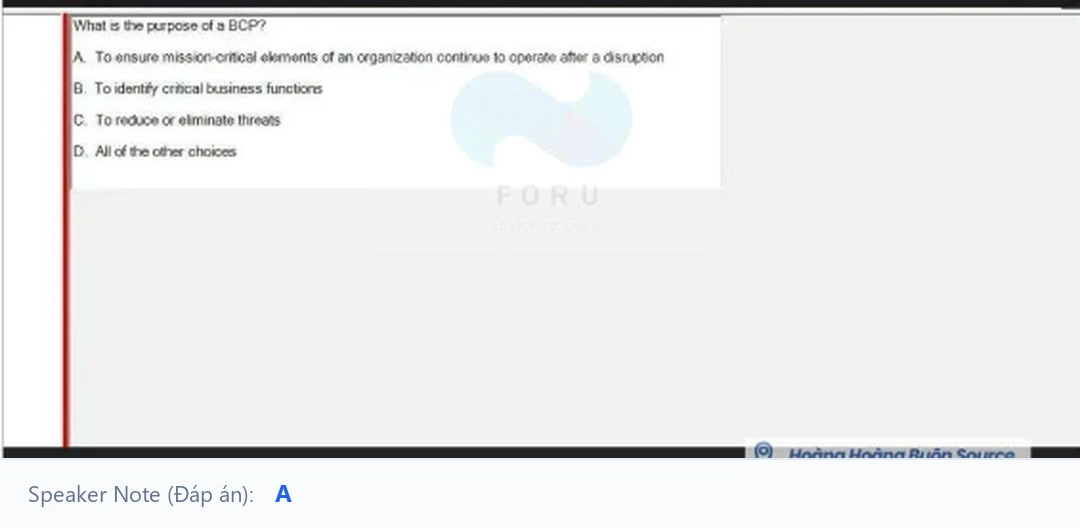 What is the purpose of a BCP?
A. To ensure mission-critical elements of an organization continue to operate after a disruption
B. To identify critical business functions
C. To reduce or eliminate threats
D. All of the other choices
FORU
Hoàng Hoàng Buôn Source
Speaker Note (Đáp án): A